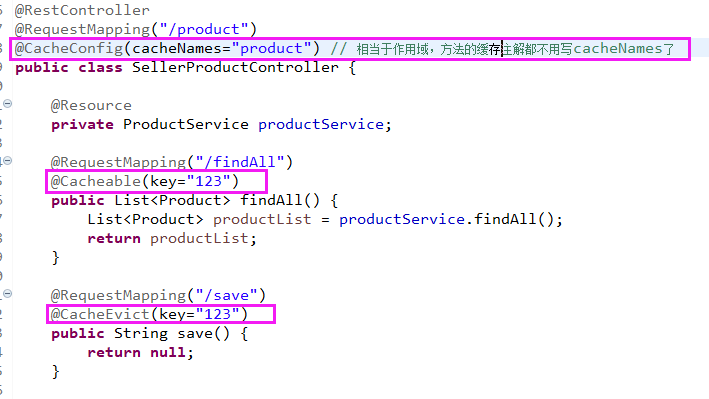 @RestController
@RequestMapping("/product")
@CacheConfig(cacheNames="product") // 相当于作用域，方法的缓存注解都不用写cacheNames了
public class SellerProductController {
@Resource
private ProductService productService;
@RequestMapping("/findAll")
@Cacheable(key="123")
public List<Product> findAll() {
List<Product> productList = productService.findAll();
return productList;
}
@RequestMapping("/save")
@CacheEvict(key="123")
public String save() {
return null;
}